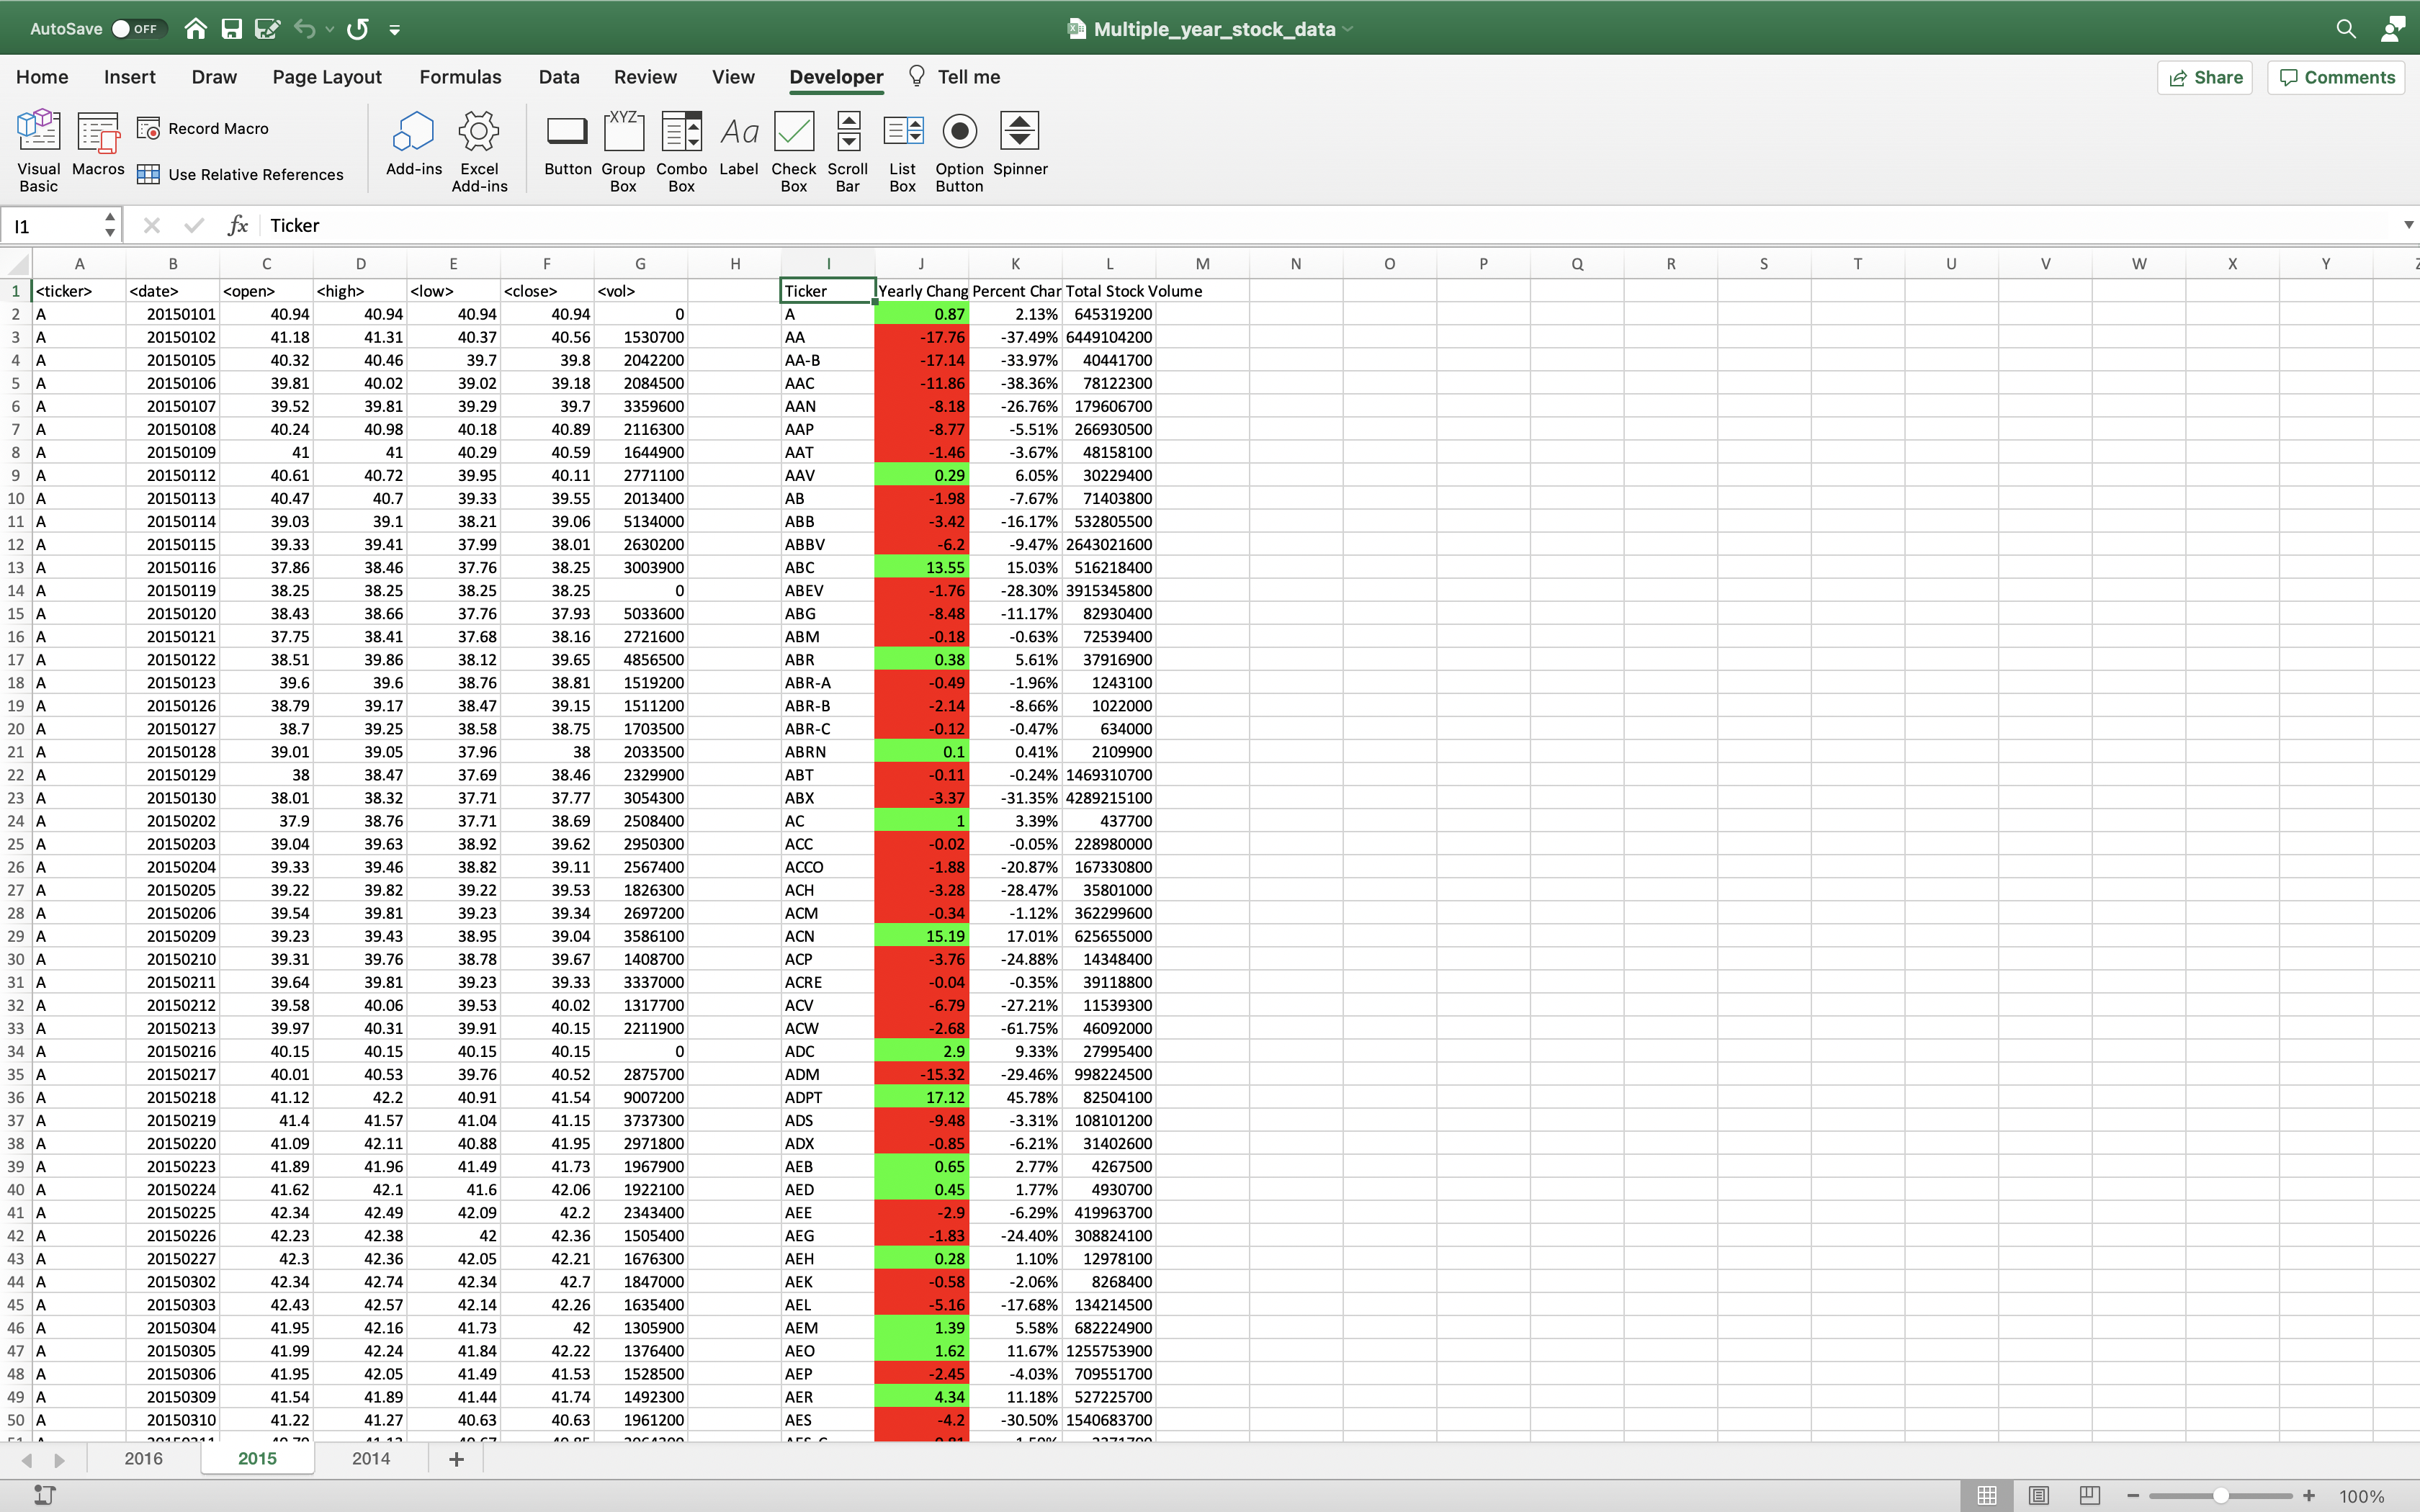 AutoSave OFF Multiple_year_stock_data
Home Insert Draw Page Layout Formulas Data Review View Developer Tell me Share Comments
Visual Basic Macros Record Macro Use Relative References Add-ins Excel Add-ins Button Group Box Combo Box Label Check Box Scroll Bar List Box Option Button Spinner
I1 fx Ticker
A B C D E F G H I J K L M N O P Q R S T U V W X Y
1 <ticker> <date> <open> <high> <low> <close> <vol> Ticker Yearly Chang Percent Char Total Stock Volume
2 A 20150101 40.94 40.94 40.94 40.94 0 A 0.87 2.13% 645319200
3 A 20150102 41.18 41.31 40.37 40.56 1530700 AA -17.76 -37.49% 6449104200
4 A 20150105 40.32 40.46 39.7 39.8 2042200 AA-B -17.14 -33.97% 40441700
5 A 20150106 39.81 40.02 39.02 39.18 2084500 AAC -11.86 -38.36% 78122300
6 A 20150107 39.52 39.81 39.29 39.7 3359600 AAN -8.18 -26.76% 179606700
7 A 20150108 40.24 40.98 40.18 40.89 2116300 AAP -8.77 -5.51% 266930500
8 A 20150109 41 41 40.29 40.59 1644900 AAT -1.46 -3.67% 48158100
9 A 20150112 40.61 40.72 39.95 40.11 2771100 AAV 0.29 6.05% 30229400
10 A 20150113 40.47 40.7 39.33 39.55 2013400 AB -1.98 -7.67% 71403800
11 A 20150114 39.03 39.1 38.21 39.06 5134000 ABB -3.42 -16.17% 532805500
12 A 20150115 39.33 39.41 37.99 38.01 2630200 ABBV -6.2 -9.47% 2643021600
13 A 20150116 37.86 38.46 37.76 38.25 3003900 ABC 13.55 15.03% 516218400
14 A 20150119 38.25 38.25 38.25 38.25 0 ABEV -1.76 -28.30% 3915345800
15 A 20150120 38.43 38.66 37.76 37.93 5033600 ABG -8.48 -11.17% 82930400
16 A 20150121 37.75 38.41 37.68 38.16 2721600 ABM -0.18 -0.63% 72539400
17 A 20150122 38.51 39.86 38.12 39.65 4856500 ABR 0.38 5.61% 37916900
18 A 20150123 39.6 39.6 38.76 38.81 1519200 ABR-A -0.49 -1.96% 1243100
19 A 20150126 38.79 39.17 38.47 39.15 1511200 ABR-B -2.14 -8.66% 1022000
20 A 20150127 38.7 39.25 38.58 38.75 1703500 ABR-C -0.12 -0.47% 634000
21 A 20150128 39.01 39.05 37.96 38 2033500 ABRN 0.1 0.41% 2109900
22 A 20150129 38 38.47 37.69 38.46 2329900 ABT -0.11 -0.24% 1469310700
23 A 20150130 38.01 38.32 37.71 37.77 3054300 ABX -3.37 -31.35% 4289215100
24 A 20150202 37.9 38.76 37.71 38.69 2508400 AC 1 3.39% 437700
25 A 20150203 39.04 39.63 38.92 39.62 2950300 ACC -0.02 -0.05% 228980000
26 A 20150204 39.33 39.46 38.82 39.11 2567400 ACCO -1.88 -20.87% 167330800
27 A 20150205 39.22 39.82 39.22 39.53 1826300 ACH -3.28 -28.47% 35801000
28 A 20150206 39.54 39.81 39.23 39.34 2697200 ACM -0.34 -1.12% 362299600
29 A 20150209 39.23 39.43 38.95 39.04 3586100 ACN 15.19 17.01% 625655000
30 A 20150210 39.31 39.76 38.78 39.67 1408700 ACP -3.76 -24.88% 14348400
31 A 20150211 39.64 39.81 39.23 39.33 3337000 ACRE -0.04 -0.35% 39118800
32 A 20150212 39.58 40.06 39.53 40.02 1317700 ACV -6.79 -27.21% 11539300
33 A 20150213 39.97 40.31 39.91 40.15 2211900 ACW -2.68 -61.75% 46092000
34 A 20150216 40.15 40.15 40.15 40.15 0 ADC 2.9 9.33% 27995400
35 A 20150217 40.01 40.53 39.76 40.52 2875700 ADM -15.32 -29.46% 998224500
36 A 20150218 41.12 42.2 40.91 41.54 9007200 ADPT 17.12 45.78% 82504100
37 A 20150219 41.4 41.57 41.04 41.15 3737300 ADS -9.48 -3.31% 108101200
38 A 20150220 41.09 42.11 40.88 41.95 2971800 ADX -0.85 -6.21% 31402600
39 A 20150223 41.89 41.96 41.49 41.73 1967900 AEB 0.65 2.77% 4267500
40 A 20150224 41.62 42.1 41.6 42.06 1922100 AED 0.45 1.77% 4930700
41 A 20150225 42.34 42.49 42.09 42.2 2343400 AEE -2.9 -6.29% 419963700
42 A 20150226 42.23 42.38 42 42.36 1505400 AEG -1.83 -24.40% 308824100
43 A 20150227 42.3 42.36 42.05 42.21 1676300 AEH 0.28 1.10% 12978100
44 A 20150302 42.34 42.74 42.34 42.7 1847000 AEK -0.58 -2.06% 8268400
45 A 20150303 42.43 42.57 42.14 42.26 1635400 AEL -5.16 -17.68% 134214500
46 A 20150304 41.95 42.16 41.73 42 1305900 AEM 1.39 5.58% 682224900
47 A 20150305 41.99 42.24 41.84 42.22 1376400 AEO 1.62 11.67% 1255753900
48 A 20150306 41.95 42.05 41.49 41.53 1528500 AEP -2.45 -4.03% 709551700
49 A 20150309 41.54 41.89 41.44 41.74 1492300 AER 4.34 11.18% 527225700
50 A 20150310 41.22 41.27 40.63 40.63 1961200 AES -4.2 -30.50% 1540683700
2016 2015 2014 +
100%